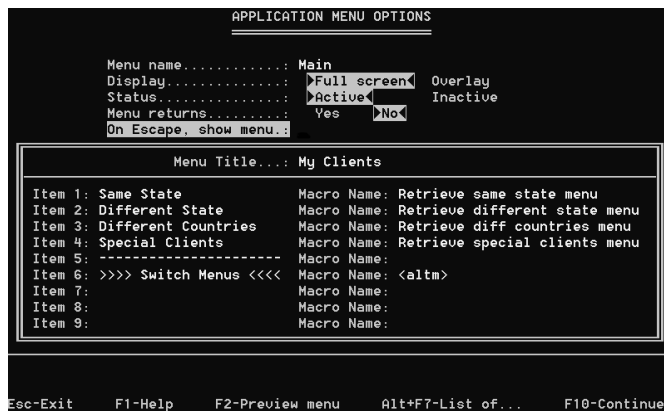 APPLICATION MENU OPTIONS
Menu name............: Main
Display..............: Full screen Overlay
Status...............: Active Inactive
Menu returns.........: Yes No
On Escape, show menu.:
Menu Title...: My Clients
Item 1: Same State Macro Name: Retrieve same state menu
Item 2: Different State Macro Name: Retrieve different state menu
Item 3: Different Countries Macro Name: Retrieve diff countries menu
Item 4: Special Clients Macro Name: Retrieve special clients menu
Item 5: ---------------------- Macro Name:
Item 6: >>>> Switch Menus <<<< Macro Name: <altm>
Item 7: Macro Name:
Item 8: Macro Name:
Item 9: Macro Name:
Esc-Exit F1-Help F2-Preview menu Alt+F7-List of... F10-Continue